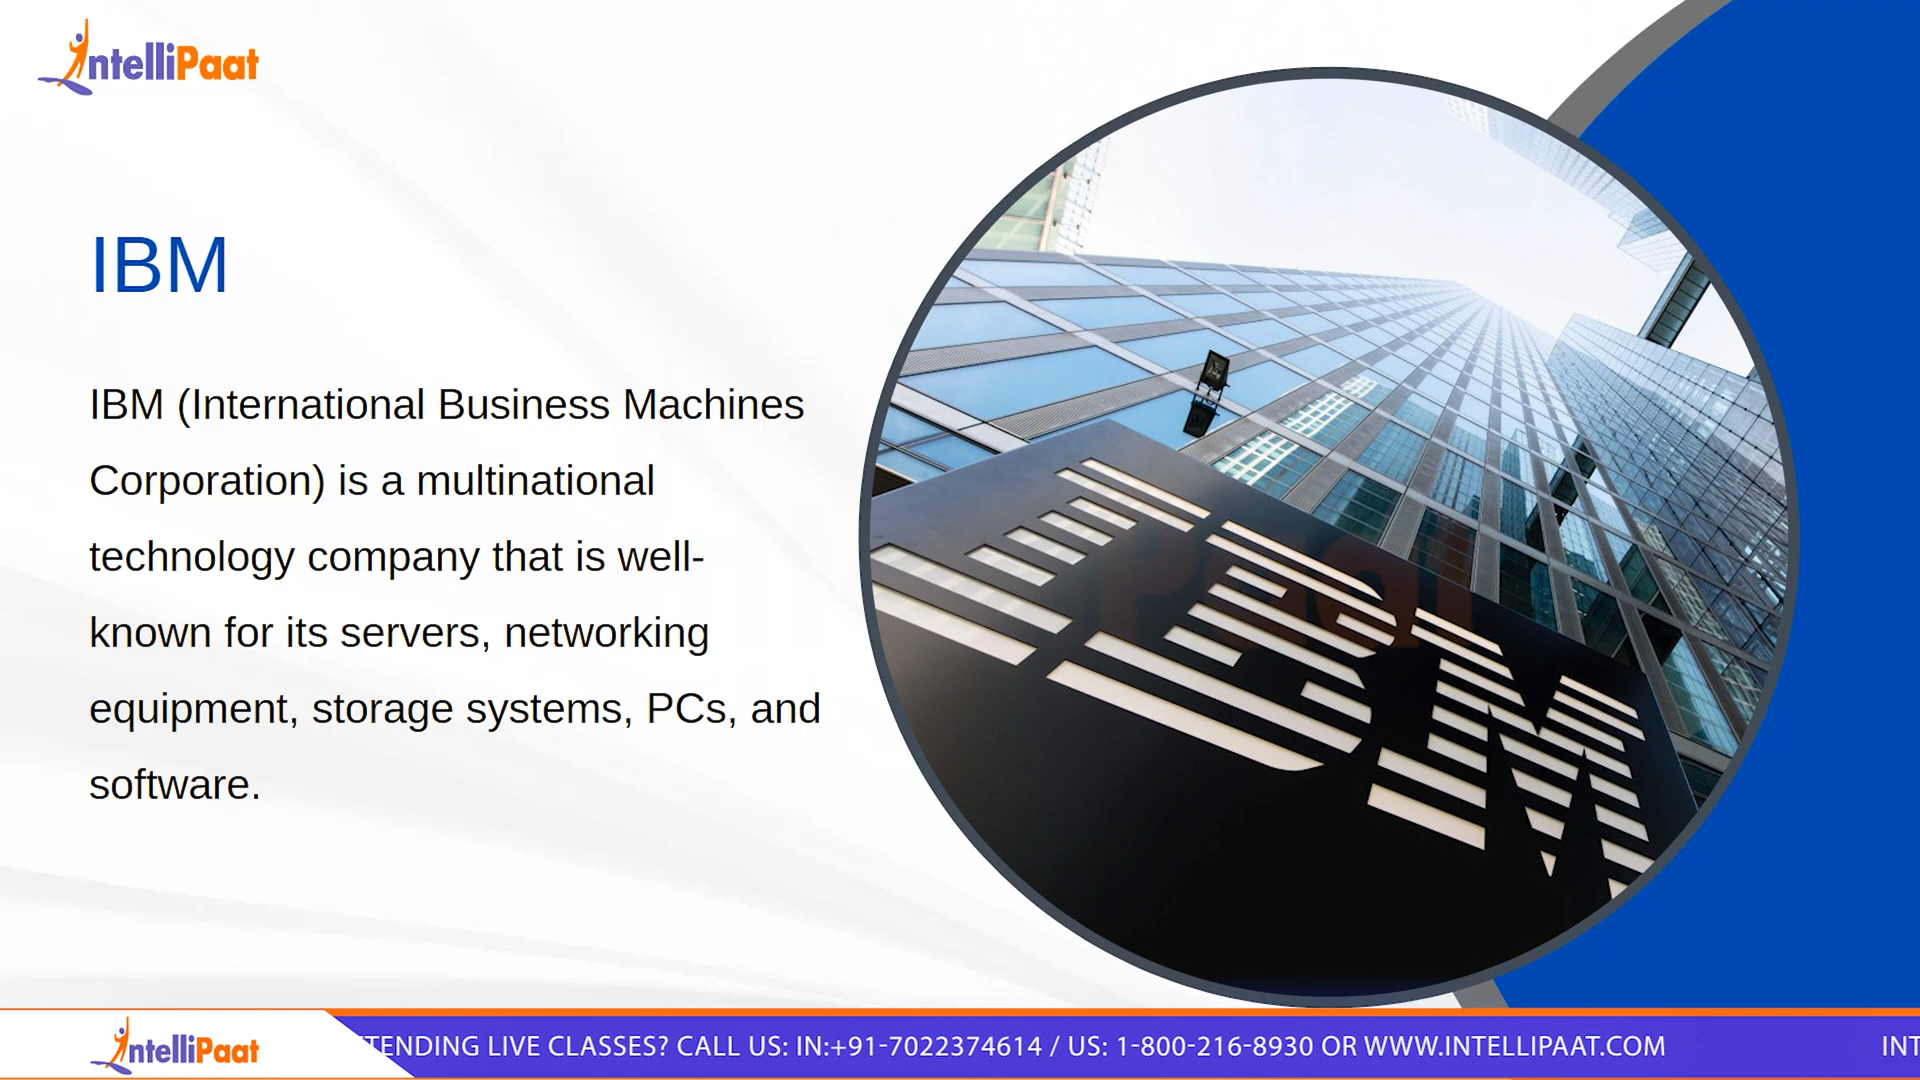 IntelliPaat
IBM
IBM (International Business Machines
Corporation) is a multinational
technology company that is well-
known for its servers, networking
equipment, storage systems, PCs, and
software.
IBM
Paat
IntelliPaat
TENDING LIVE CLASSES? CALL US: IN:+91-7022374614 / US: 1-800-216-8930 OR WWW.INTELLIPAAT.COM INT